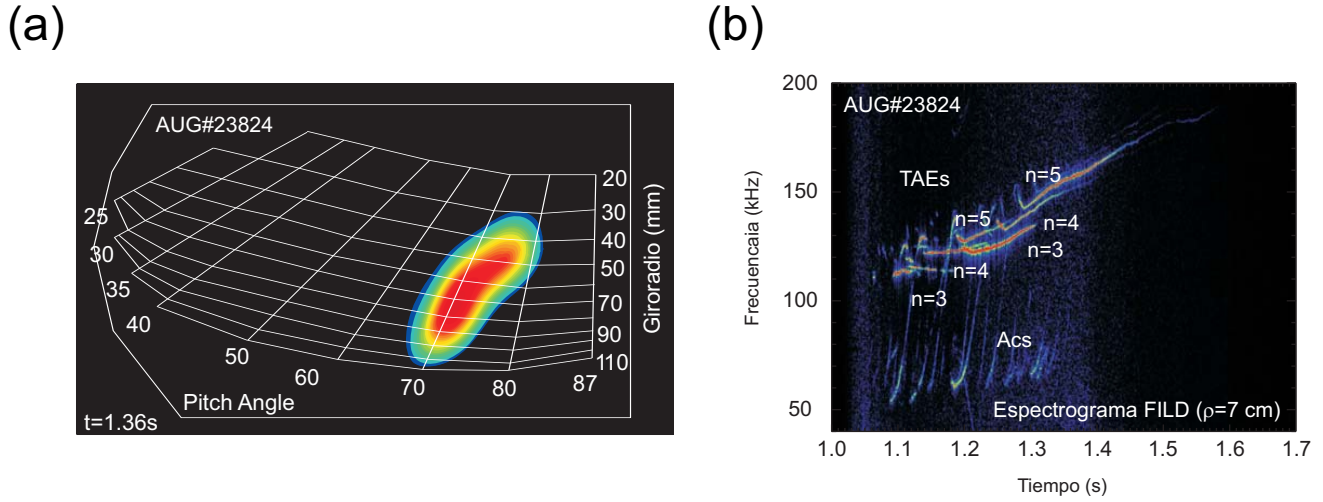 (a)
AUG#23824
25
30
35
40
50
60
70
80
87
20
30
40
50
70
90
110
Giroradio (mm)
Pitch Angle
t=1.36s
(b)
AUG#23824
TAEs
n=5
n=5
n=4
n=3
n=4
n=3
Acs
Espectrograma FILD (ρ=7 cm)
200
150
100
50
Frecuencaia (kHz)
1.0 1.1 1.2 1.3 1.4 1.5 1.6 1.7
Tiempo (s)